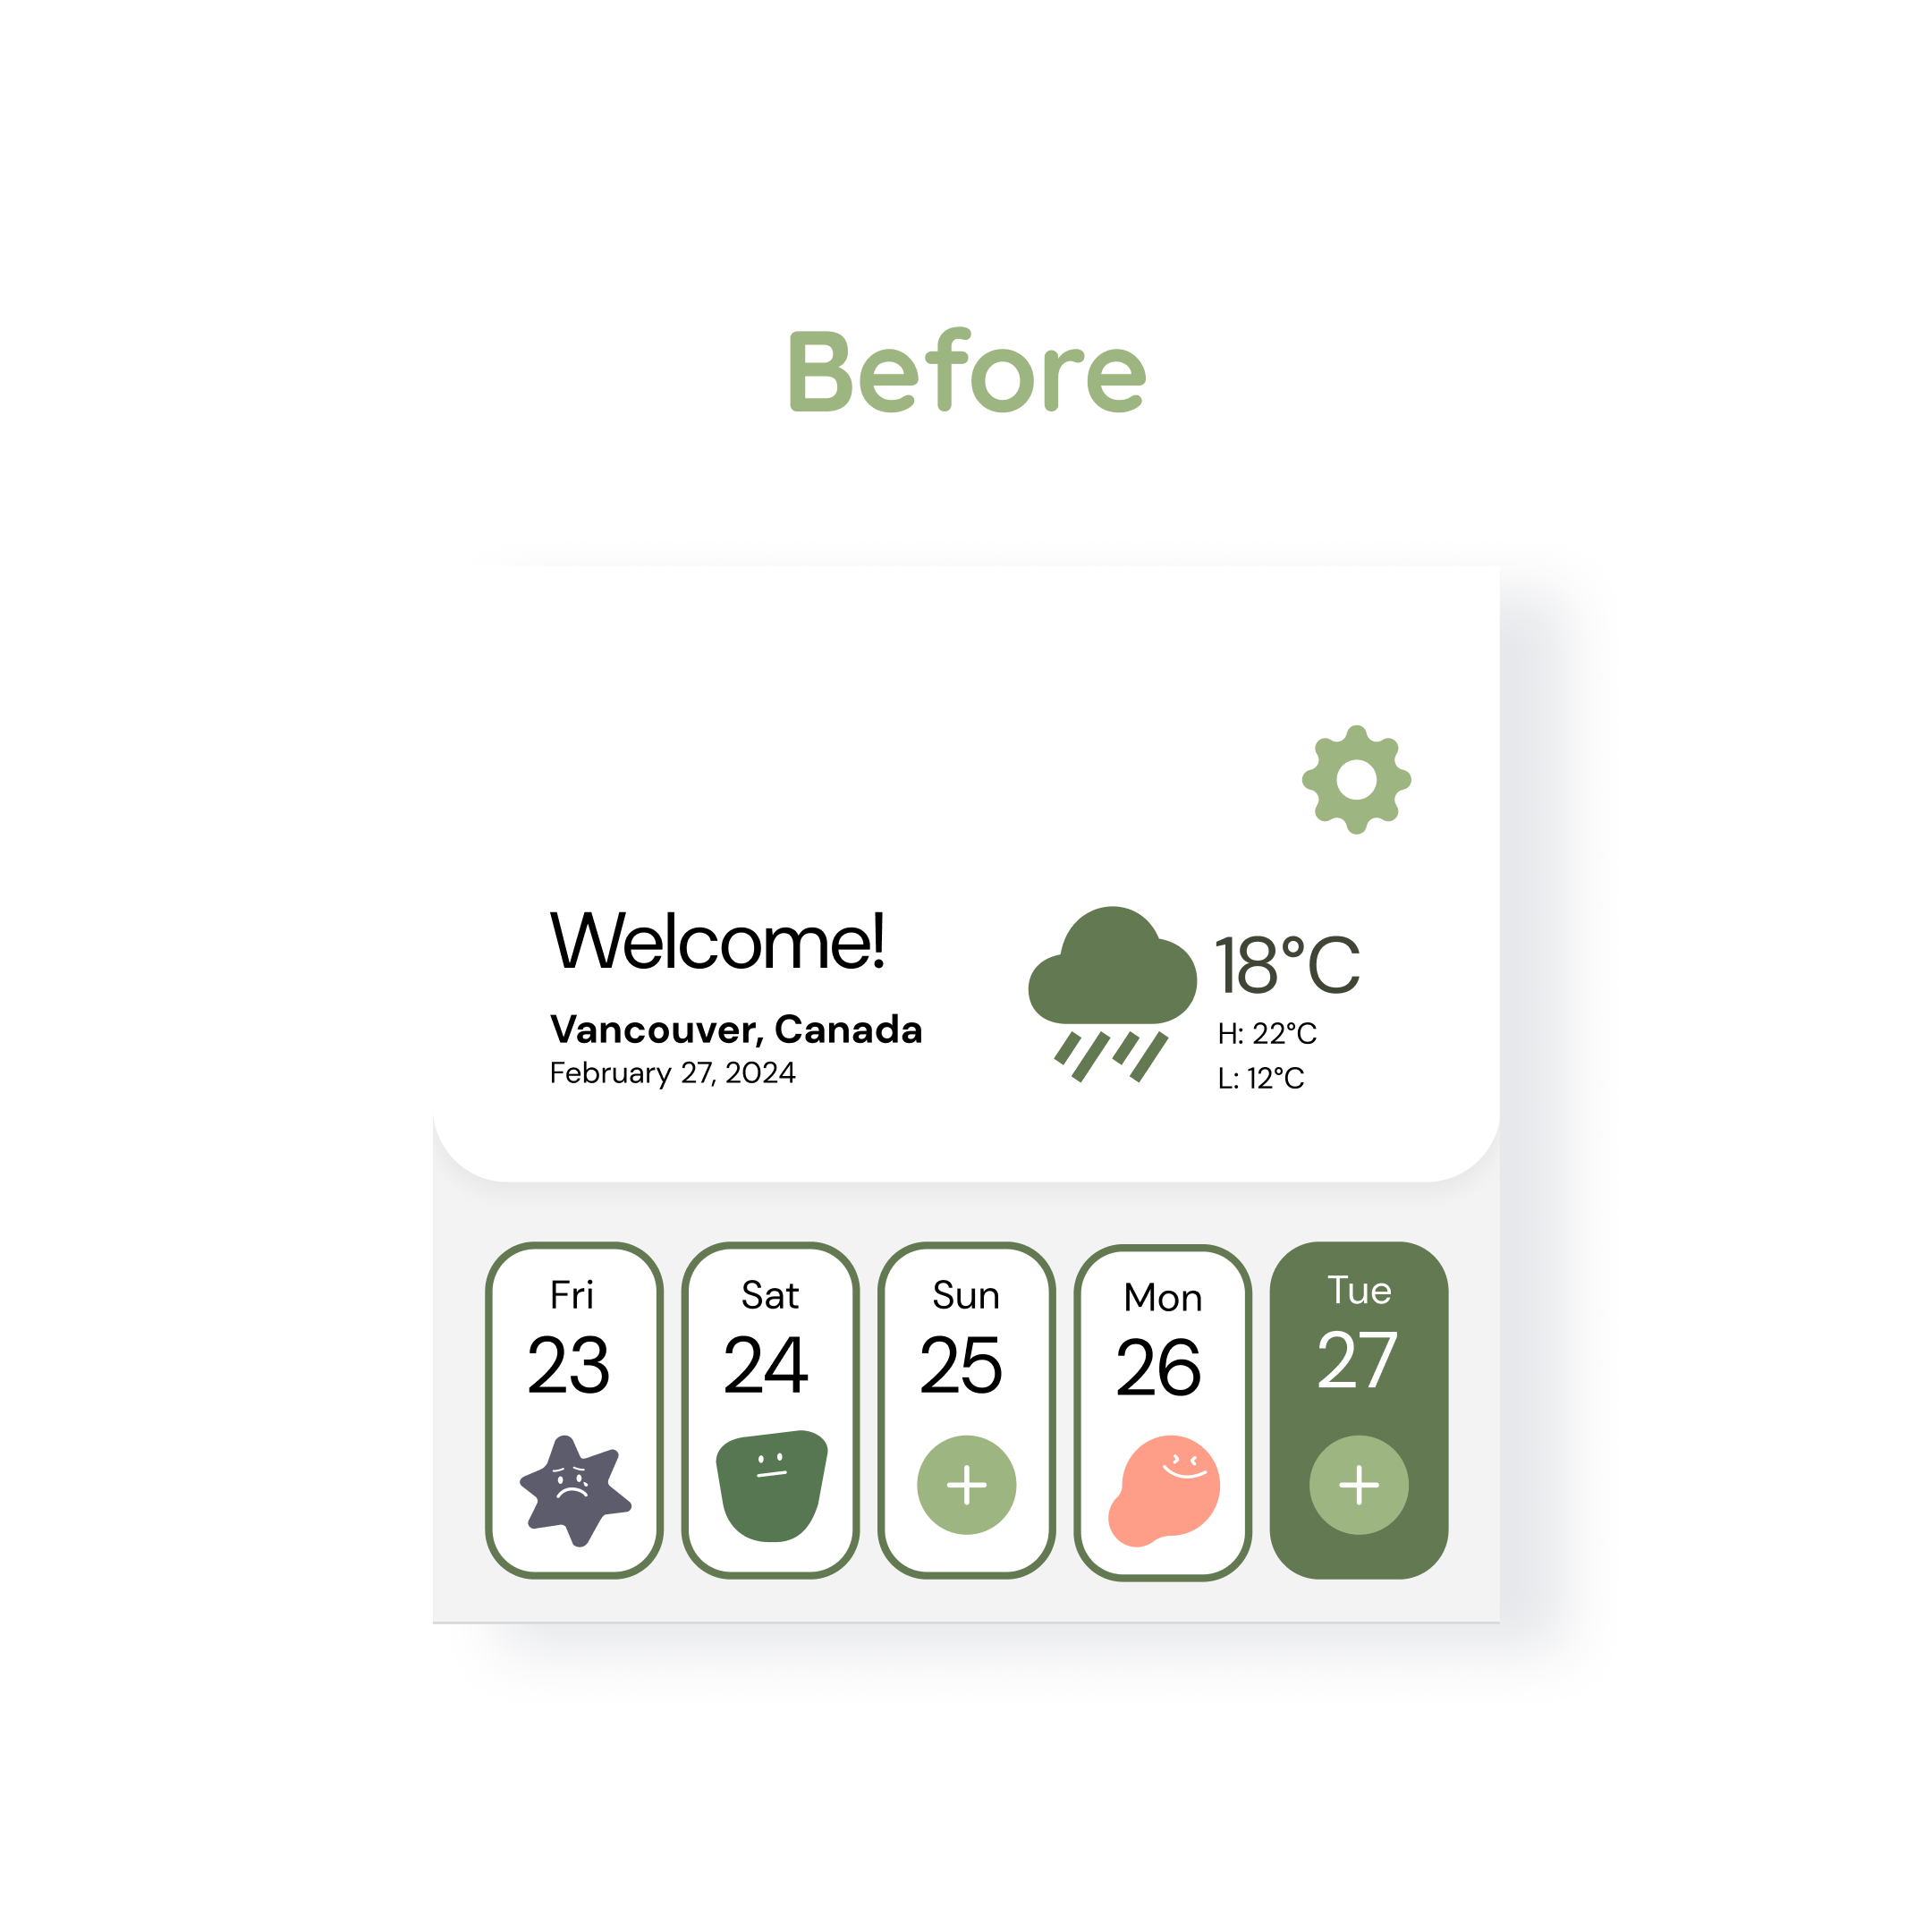 Before
Welcome!
Vancouver, Canada
February 27, 2024
18°C
H: 22°C
L: 12°C
Fri
23
Sat
24
Sun
25
Mon
26
Tue
27